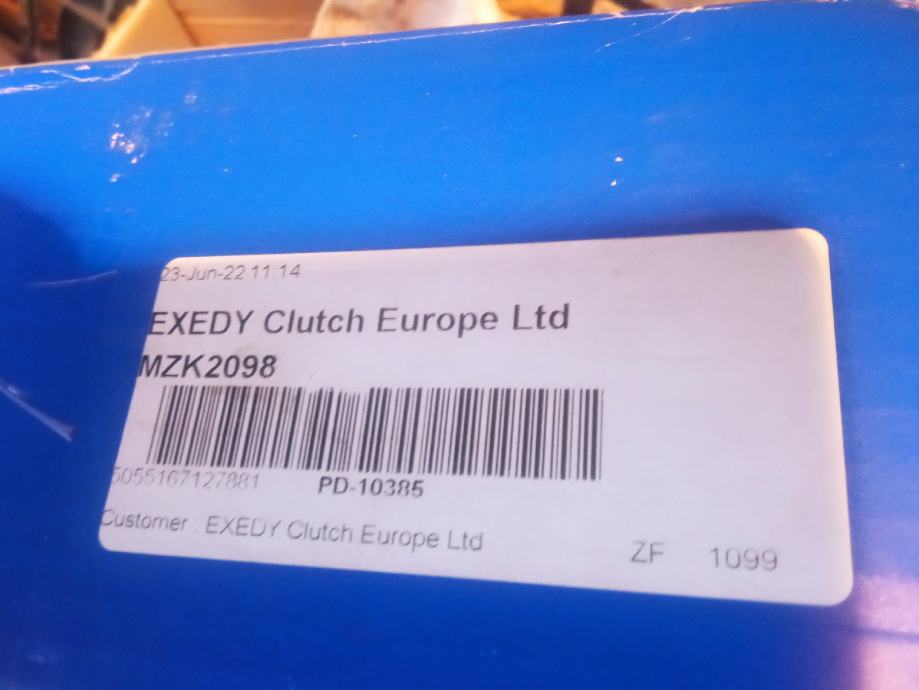 23-Jun-22 11:14
EXEDY Clutch Europe Ltd
MZK2098
5055167127881 PD-10385
Customer : EXEDY Clutch Europe Ltd
ZF 1099